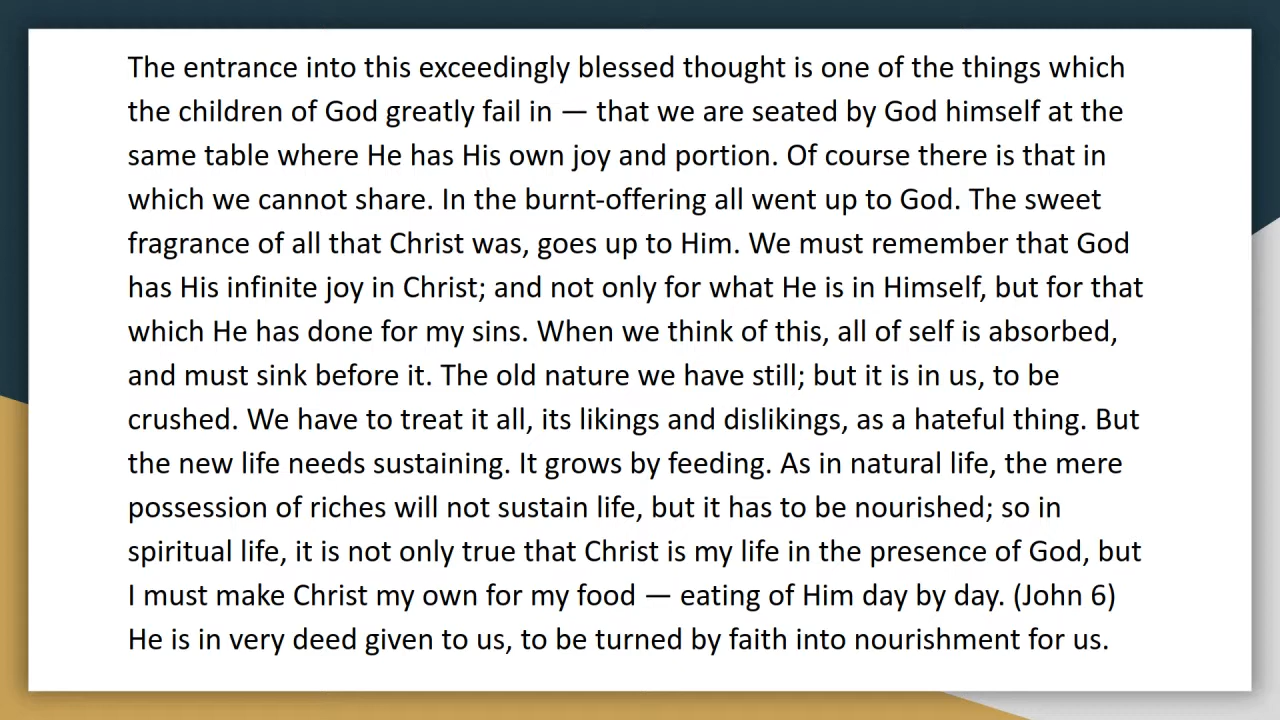 The entrance into this exceedingly blessed thought is one of the things which
the children of God greatly fail in — that we are seated by God himself at the
same table where He has His own joy and portion. Of course there is that in
which we cannot share. In the burnt-offering all went up to God. The sweet
fragrance of all that Christ was, goes up to Him. We must remember that God
has His infinite joy in Christ; and not only for what He is in Himself, but for that
which He has done for my sins. When we think of this, all of self is absorbed,
and must sink before it. The old nature we have still; but it is in us, to be
crushed. We have to treat it all, its likings and dislikings, as a hateful thing. But
the new life needs sustaining. It grows by feeding. As in natural life, the mere
possession of riches will not sustain life, but it has to be nourished; so in
spiritual life, it is not only true that Christ is my life in the presence of God, but
I must make Christ my own for my food — eating of Him day by day. (John 6)
He is in very deed given to us, to be turned by faith into nourishment for us.